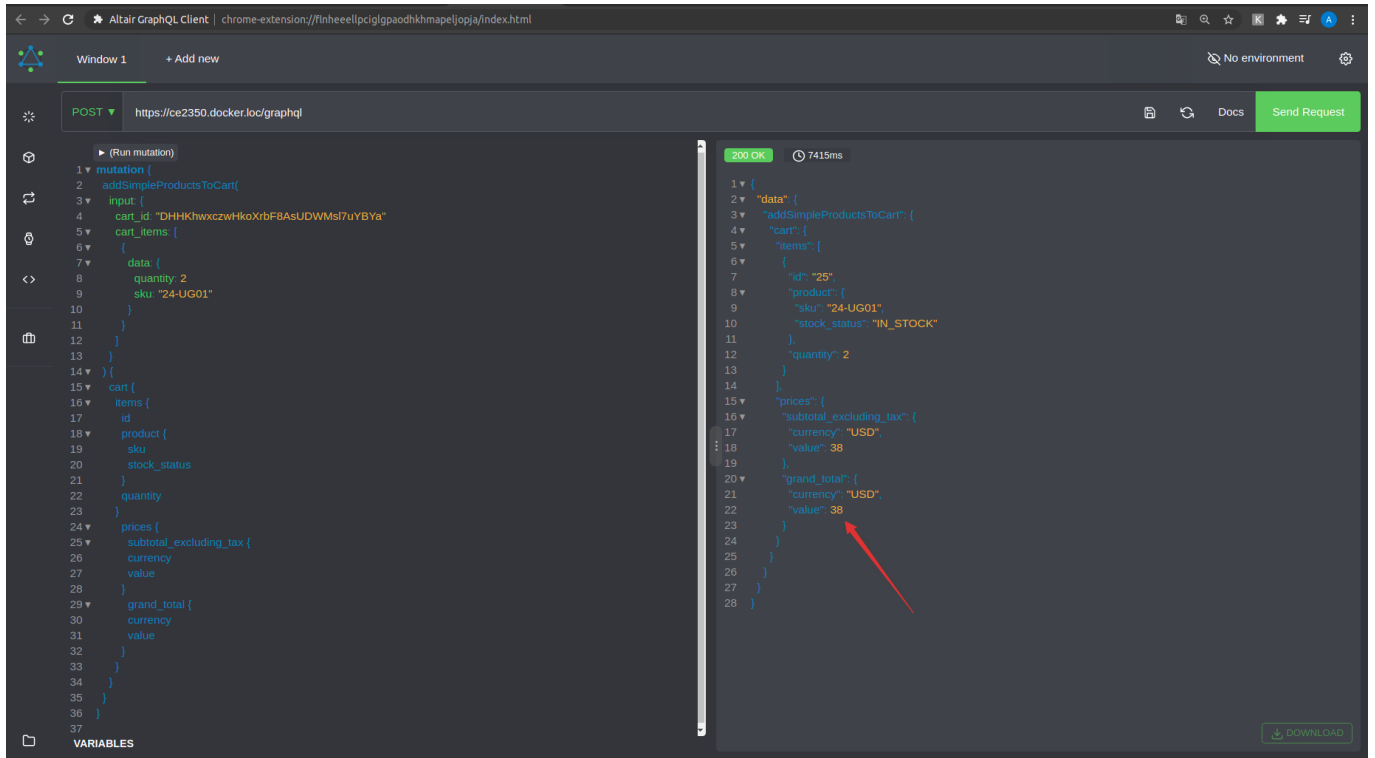 Altair GraphQL Client | chrome-extension://flnheeellpciglgpaodhkhmapeljopja/index.html
K
A
Window 1
+ Add new
No environment
POST ▼ https://ce2350.docker.loc/graphql
Docs
Send Request
► (Run mutation)
1 ▼ mutation {
2 addSimpleProductsToCart(
3 ▼ input: {
4 cart_id: "DHHKhwxczwHkoXrbF8AsUDWMsl7uYBYa"
5 ▼ cart_items: [
6 ▼ {
7 ▼ data: {
8 quantity: 2
9 sku: "24-UG01"
10 }
11 }
12 ]
13 }
14 ▼ ) {
15 ▼ cart {
16 ▼ items {
17 id
18 ▼ product {
19 sku
20 stock_status
21 }
22 quantity
23 }
24 ▼ prices {
25 ▼ subtotal_excluding_tax {
26 currency
27 value
28 }
29 ▼ grand_total {
30 currency
31 value
32 }
33 }
34 }
35 }
36 }
37
VARIABLES
200 OK
7415ms
1 ▼ {
2 ▼ "data": {
3 ▼ "addSimpleProductsToCart": {
4 ▼ "cart": {
5 ▼ "items": [
6 ▼ {
7 "id": "25",
8 ▼ "product": {
9 "sku": "24-UG01",
10 "stock_status": "IN_STOCK"
11 },
12 "quantity": 2
13 }
14 ],
15 ▼ "prices": {
16 ▼ "subtotal_excluding_tax": {
17 "currency": "USD",
18 "value": 38
19 },
20 ▼ "grand_total": {
21 "currency": "USD",
22 "value": 38
23 }
24 }
25 }
26 }
27 }
28 }
DOWNLOAD